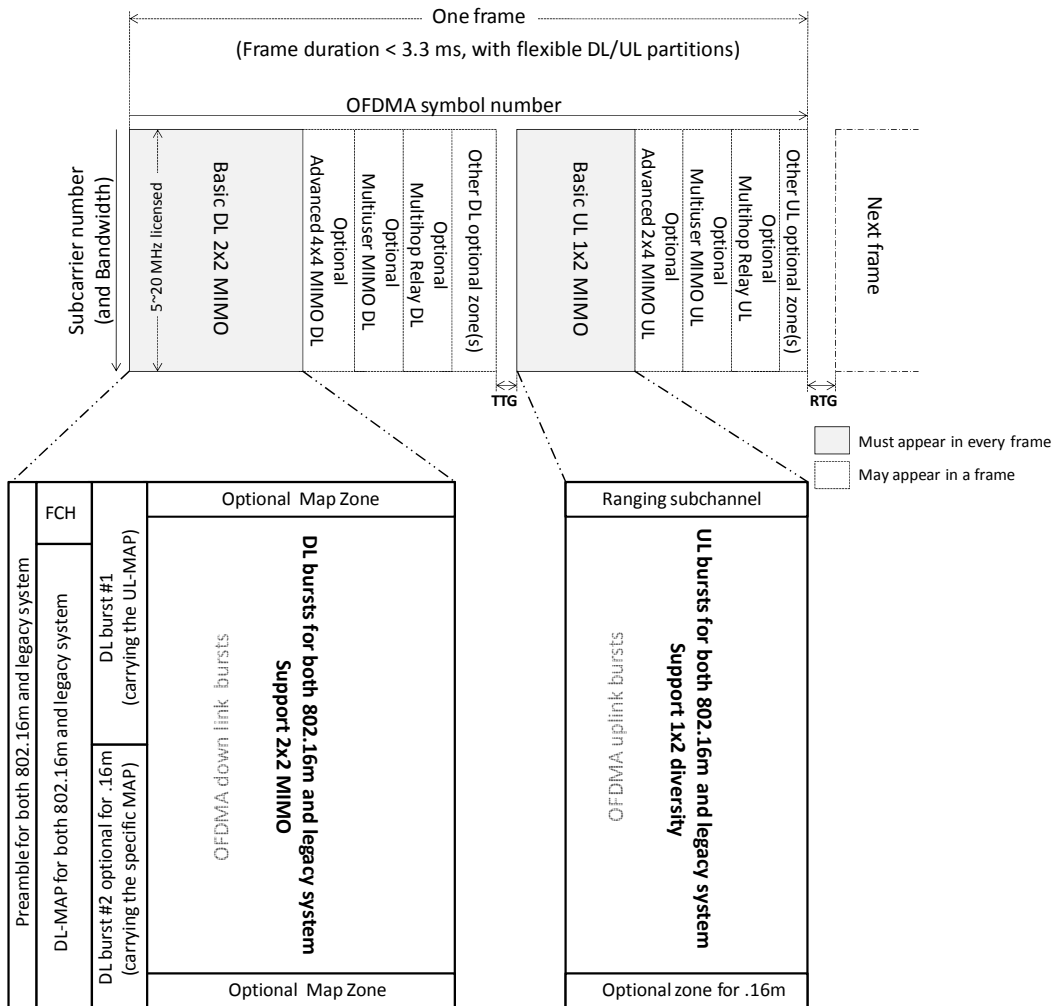 One frame
(Frame duration < 3.3 ms, with flexible DL/UL partitions)
OFDMA symbol number
Subcarrier number
(and Bandwidth)
5~20 MHz licensed
Basic DL 2x2 MIMO
Advanced 4x4 MIMO DL
Optional
Multiuser MIMO DL
Optional
Multihop Relay DL
Optional
Other DL optional zone(s)
TTG
Basic UL 1x2 MIMO
Advanced 2x4 MIMO UL
Optional
Multiuser MIMO UL
Optional
Multihop Relay UL
Optional
Other UL optional zone(s)
RTG
Next frame
Must appear in every frame
May appear in a frame
Preamble for both 802.16m and legacy system
FCH
DL-MAP for both 802.16m and legacy system
DL burst #1
(carrying the UL-MAP)
DL burst #2 optional for .16m
(carrying the specific MAP)
Optional Map Zone
OFDMA down link bursts
DL bursts for both 802.16m and legacy system
Support 2x2 MIMO
Optional Map Zone
Ranging subchannel
OFDMA uplink bursts
UL bursts for both 802.16m and legacy system
Support 1x2 diversity
Optional zone for .16m